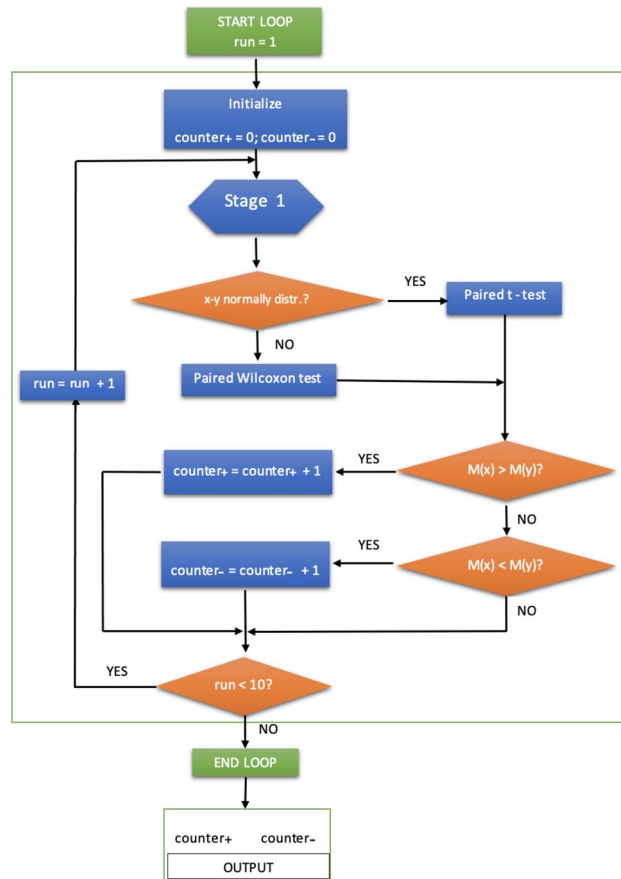 START LOOP
run = 1
Initialize
counter+ = 0; counter– = 0
Stage 1
x-y normally distr.?
YES
Paired t - test
NO
Paired Wilcoxon test
run = run + 1
M(x) > M(y)?
YES
counter+ = counter+ + 1
NO
M(x) < M(y)?
YES
counter– = counter– + 1
NO
run < 10?
YES
NO
END LOOP
counter+ counter–
OUTPUT